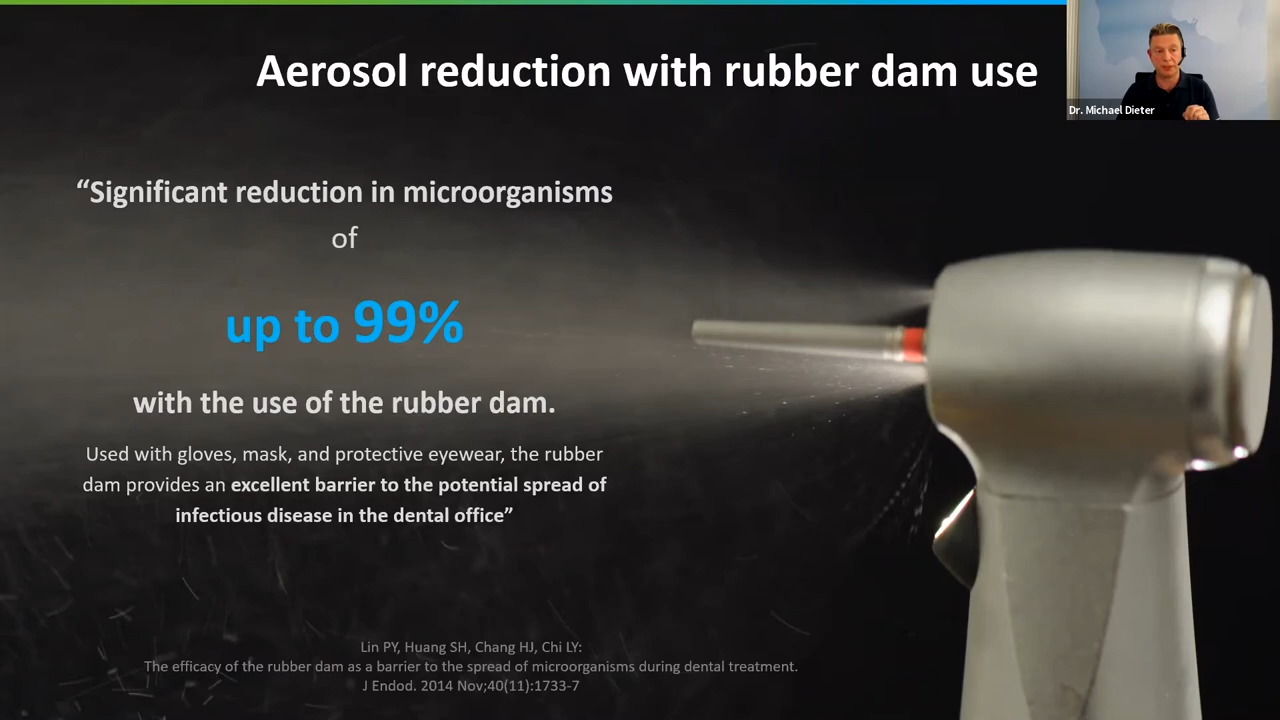 Aerosol reduction with rubber dam use
Dr. Michael Dieter
“Significant reduction in microorganisms
of
up to 99%
with the use of the rubber dam.
Used with gloves, mask, and protective eyewear, the rubber
dam provides an excellent barrier to the potential spread of
infectious disease in the dental office”
Lin PY, Huang SH, Chang HJ, Chi LY:
The efficacy of the rubber dam as a barrier to the spread of microorganisms during dental treatment.
J Endod. 2014 Nov;40(11):1733-7